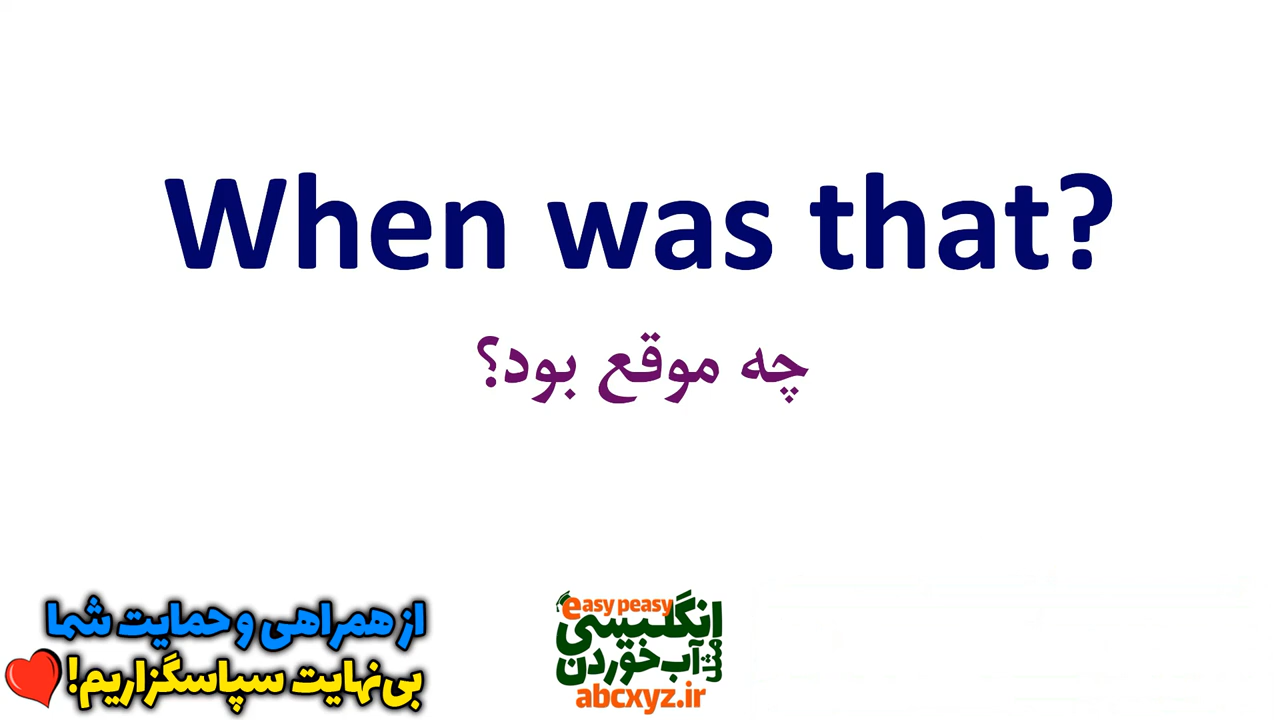 When was that?
چه موقع بود؟
از همراهی و حمایت شما
بی‌نهایت سپاسگزاریم!
easy peasy
انگلیسی
مثل آب خوردن
abcxyz.ir